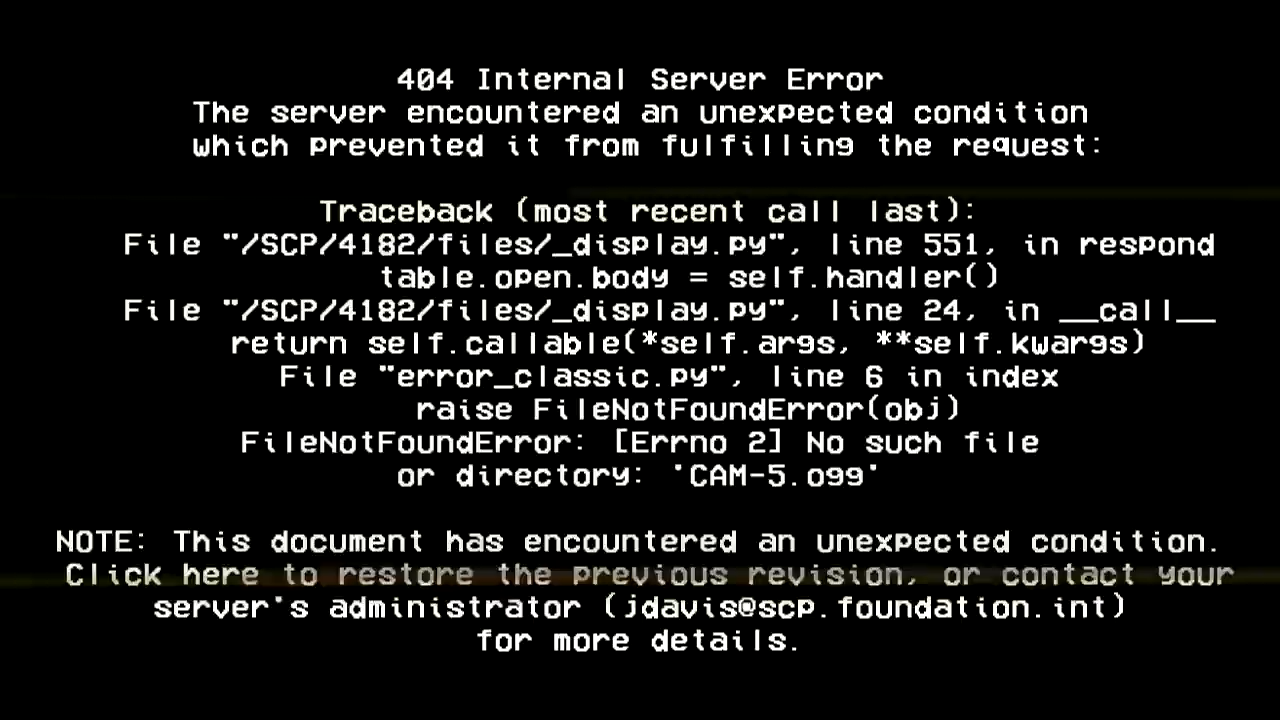 404 Internal Server Error
The server encountered an unexpected condition
which prevented it from fulfilling the request:
Traceback (most recent call last):
File "/SCP/4182/files/_display.py", line 551, in respond
table.open.body = self.handler()
File "/SCP/4182/files/_display.py", line 24, in __call__
return self.callable(*self.args, **self.kwargs)
File "error_classic.py", line 6 in index
raise FileNotFoundError(obj)
FileNotFoundError: [Errno 2] No such file
or directory: 'CAM-5.ogg'
NOTE: This document has encountered an unexpected condition.
Click here to restore the previous revision, or contact your
server's administrator (jdavis@scp.foundation.int)
for more details.